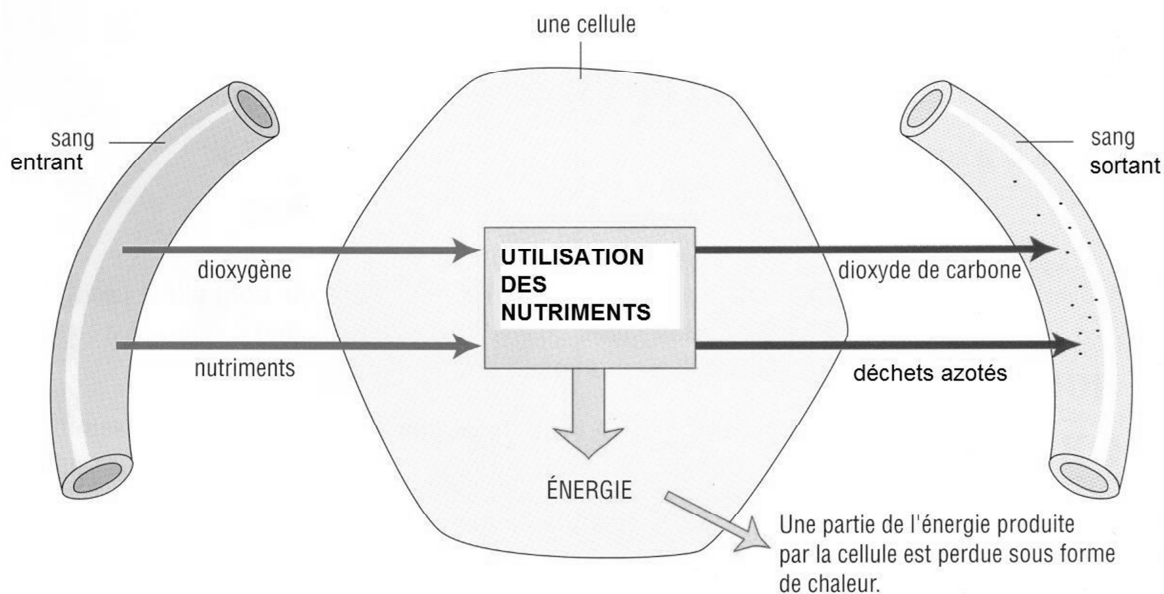 une cellule
sang
entrant
sang
sortant
dioxygène
nutriments
UTILISATION
DES
NUTRIMENTS
dioxyde de carbone
déchets azotés
ÉNERGIE
Une partie de l'énergie produite
par la cellule est perdue sous forme
de chaleur.